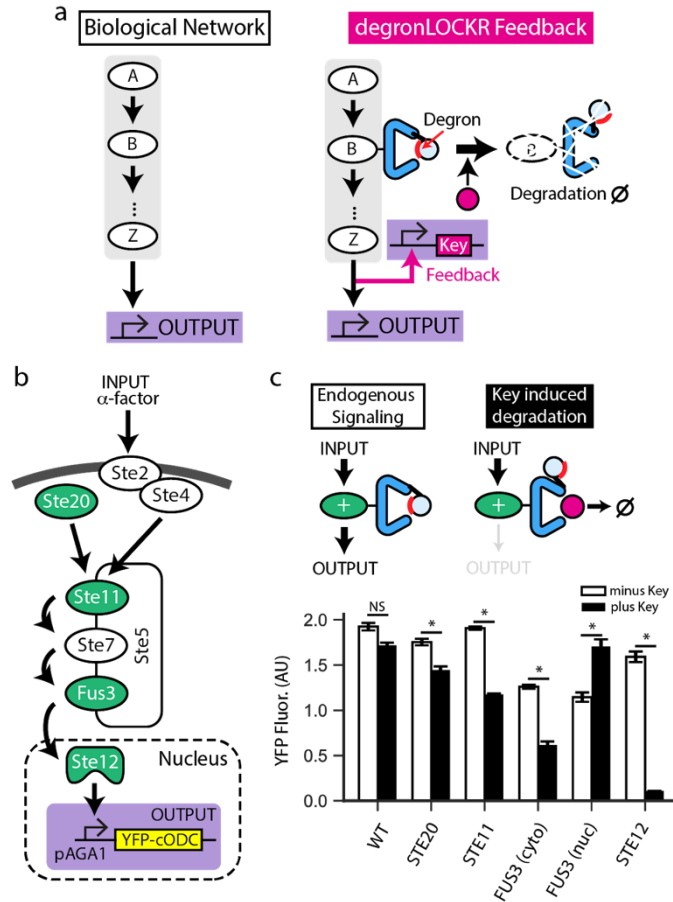 a
Biological Network
degronLOCKR Feedback
A
B
⋮
Z
OUTPUT
A
B
⋮
Z
Degron
Degradation Ø
Key
Feedback
OUTPUT
b
INPUT
α-factor
Ste2
Ste4
Ste20
Ste11
Ste7
Fus3
Ste5
Ste12
Nucleus
OUTPUT
pAGA1
YFP-cODC
c
Endogenous
Signaling
Key induced
degradation
INPUT
+
OUTPUT
INPUT
+
Ø
OUTPUT
minus Key
plus Key
YFP Fluor. (AU)
2.0
1.5
1.0
0.5
0.0
NS
*
*
*
*
*
WT
STE20
STE11
FUS3 (cyto)
FUS3 (nuc)
STE12